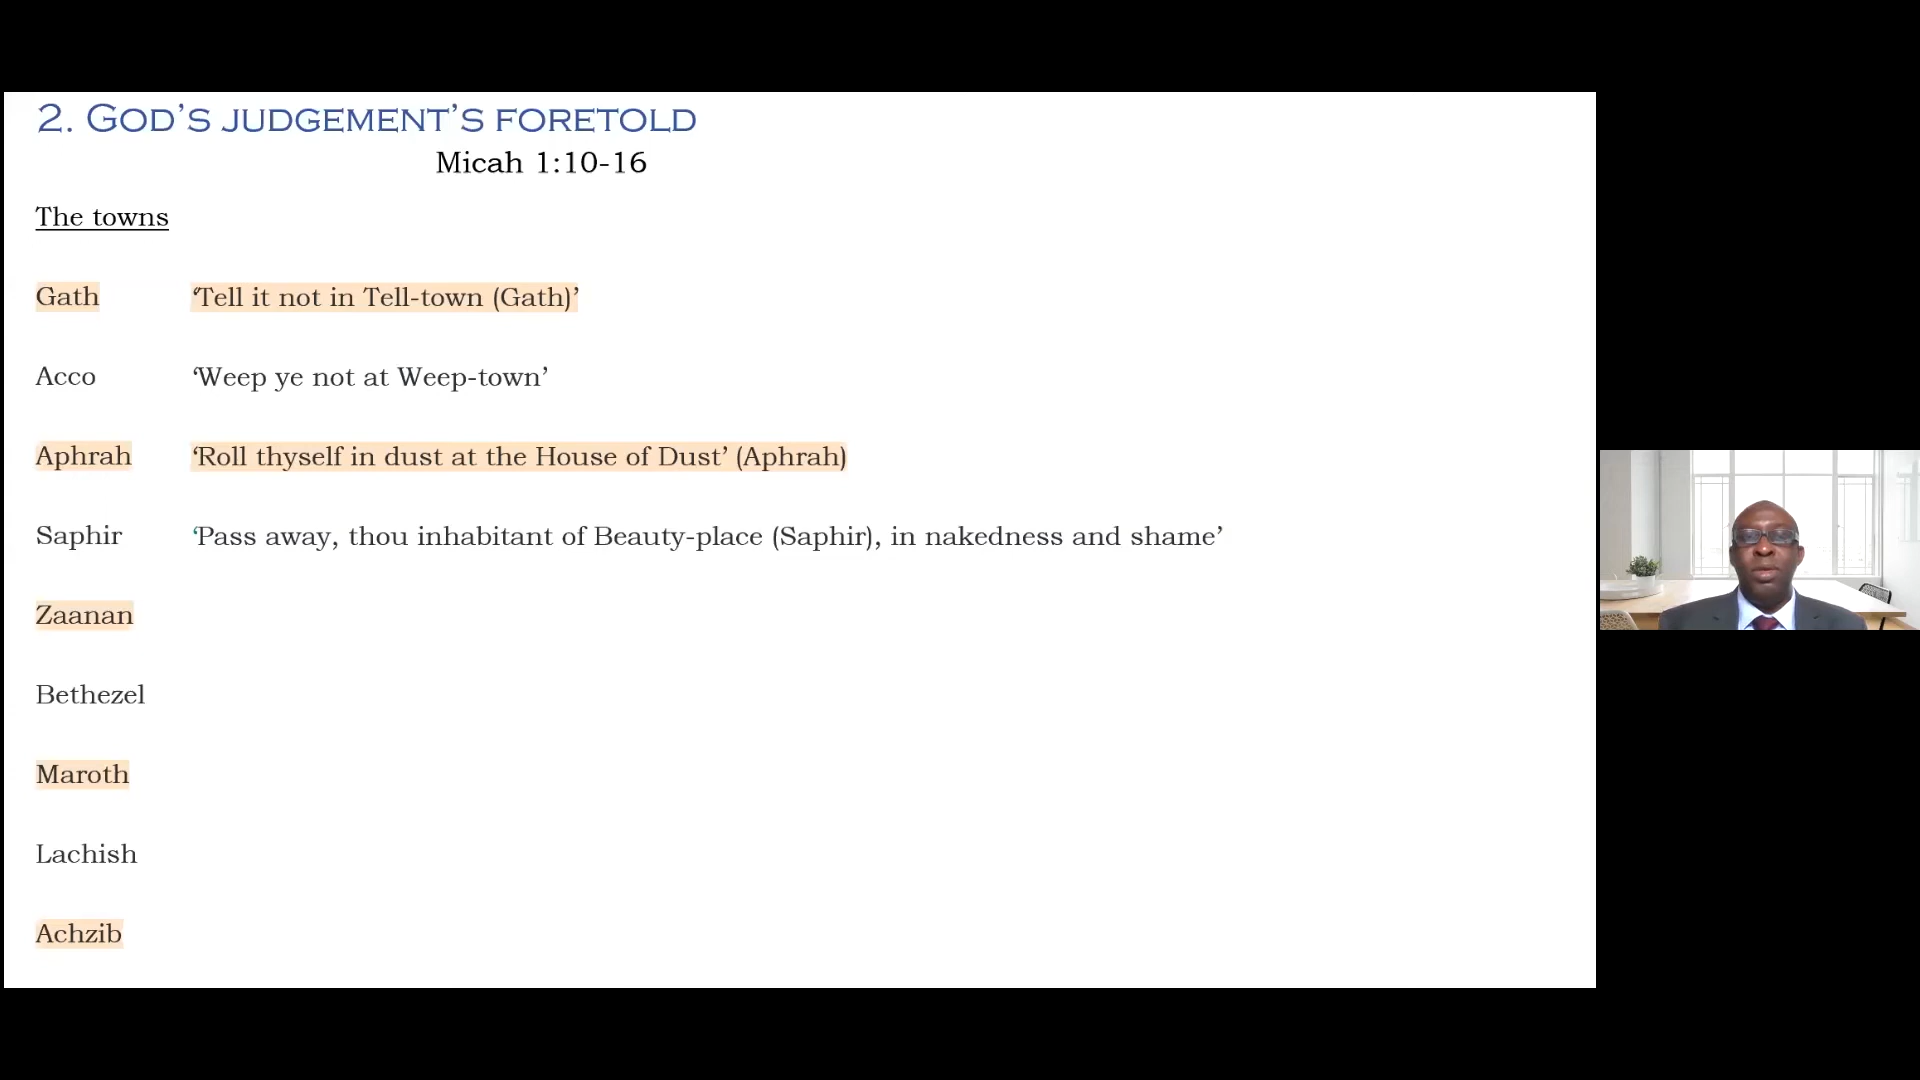 2. God's judgement's foretold
Micah 1:10-16
The towns
Gath ‘Tell it not in Tell-town (Gath)’
Acco ‘Weep ye not at Weep-town’
Aphrah ‘Roll thyself in dust at the House of Dust’ (Aphrah)
Saphir ‘Pass away, thou inhabitant of Beauty-place (Saphir), in nakedness and shame’
Zaanan
Bethezel
Maroth
Lachish
Achzib